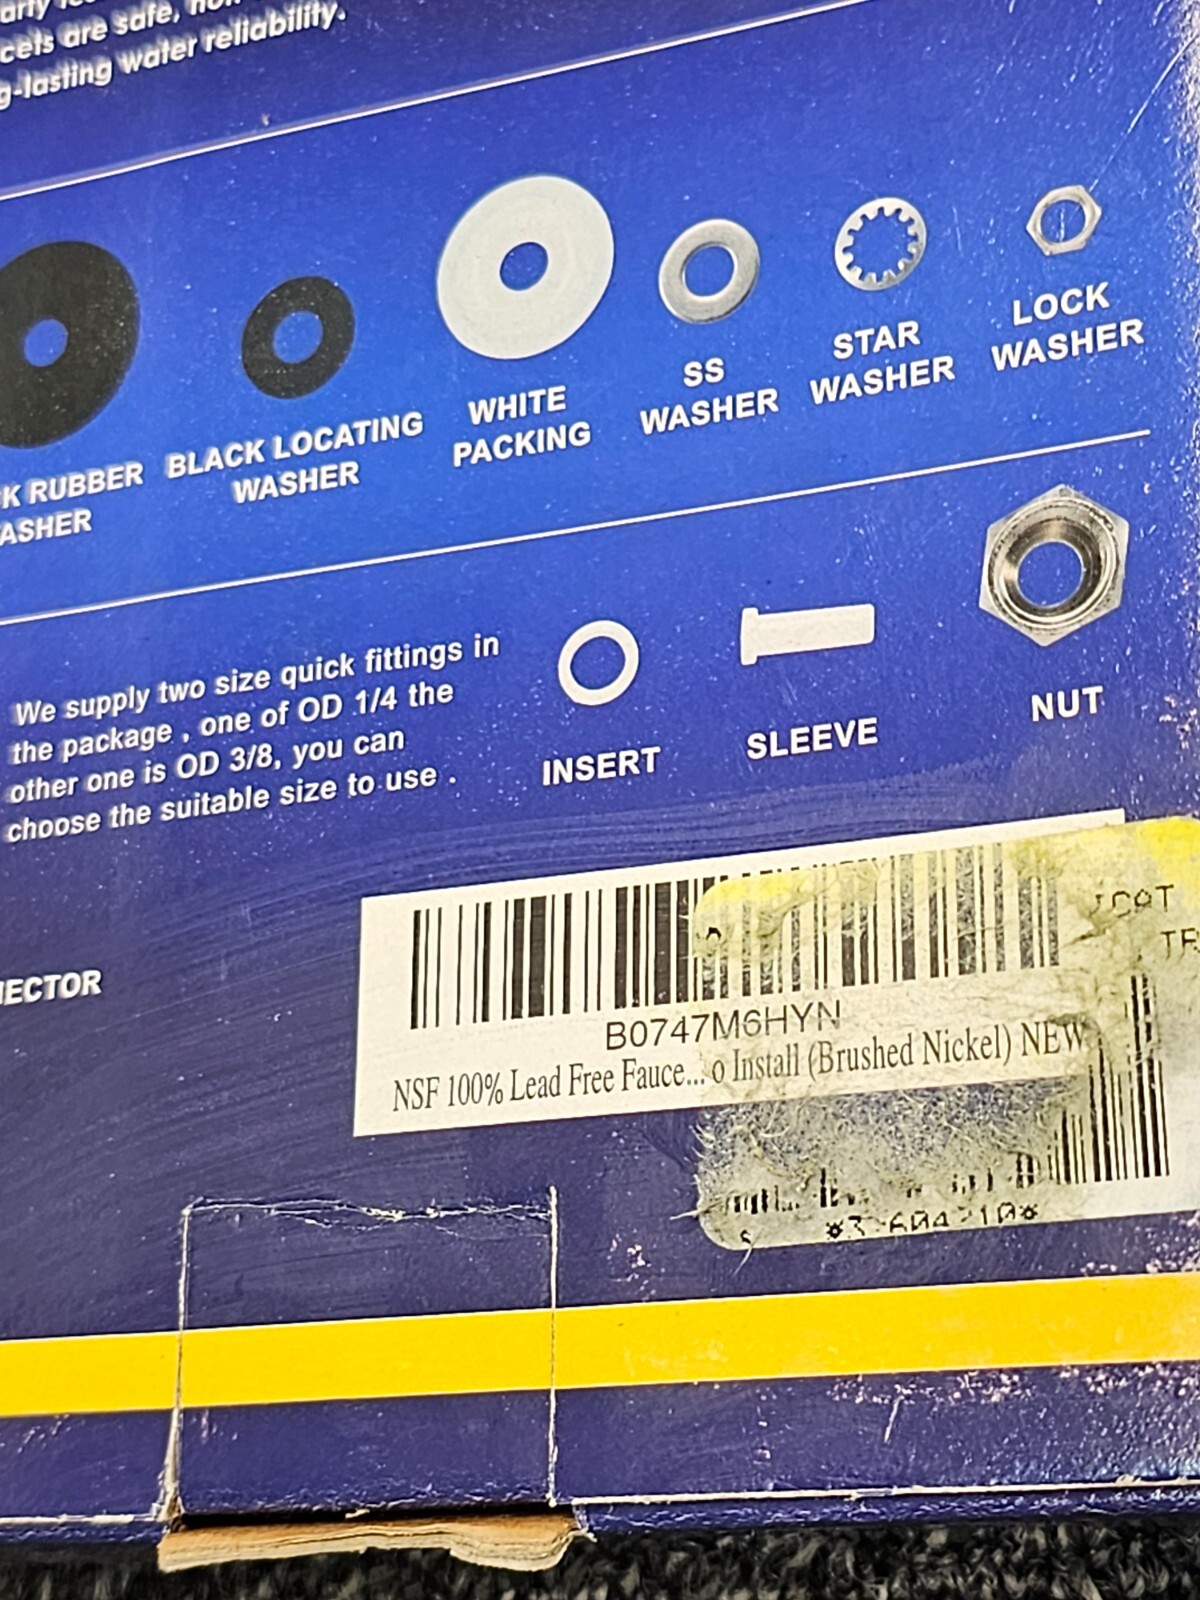 cets are safe,
g-lasting water reliability.
K RUBBER
ASHER
BLACK LOCATING
WASHER
WHITE
PACKING
SS
WASHER
STAR
WASHER
LOCK
WASHER
We supply two size quick fittings in
the package , one of OD 1/4 the
other one is OD 3/8, you can
choose the suitable size to use .
INSERT
SLEEVE
NUT
ECTOR
B0747M6HYN
NSF 100% Lead Free Fauce... o Install (Brushed Nickel) NEW